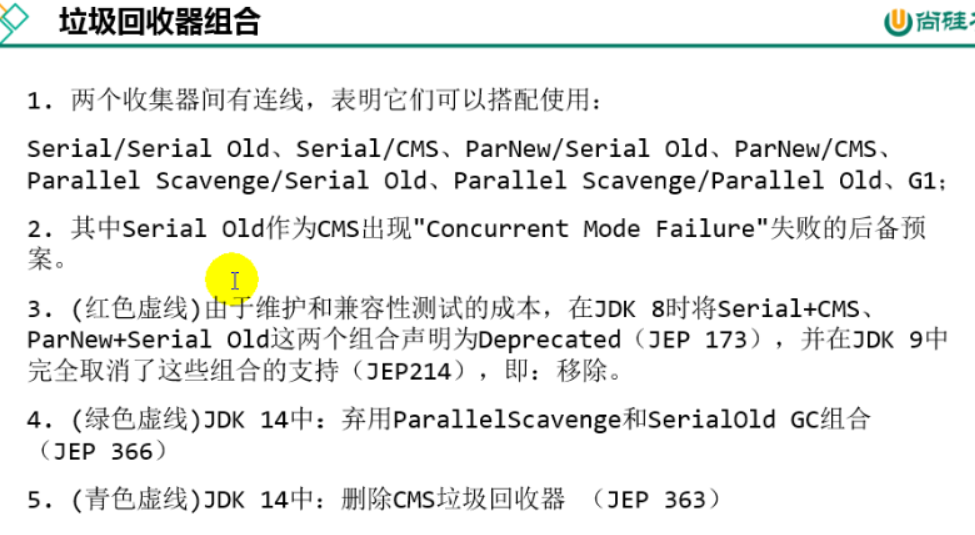 垃圾回收器组合
尚硅
1. 两个收集器间有连线，表明它们可以搭配使用：
Serial/Serial Old、Serial/CMS、ParNew/Serial Old、ParNew/CMS、
Parallel Scavenge/Serial Old、Parallel Scavenge/Parallel Old、G1；
2. 其中Serial Old作为CMS出现"Concurrent Mode Failure"失败的后备预
案。
3. (红色虚线)由于维护和兼容性测试的成本，在JDK 8时将Serial+CMS、
ParNew+Serial Old这两个组合声明为Deprecated（JEP 173），并在JDK 9中
完全取消了这些组合的支持（JEP214），即：移除。
4. (绿色虚线)JDK 14中：弃用ParallelScavenge和SerialOld GC组合
（JEP 366）
5. (青色虚线)JDK 14中：删除CMS垃圾回收器 （JEP 363）